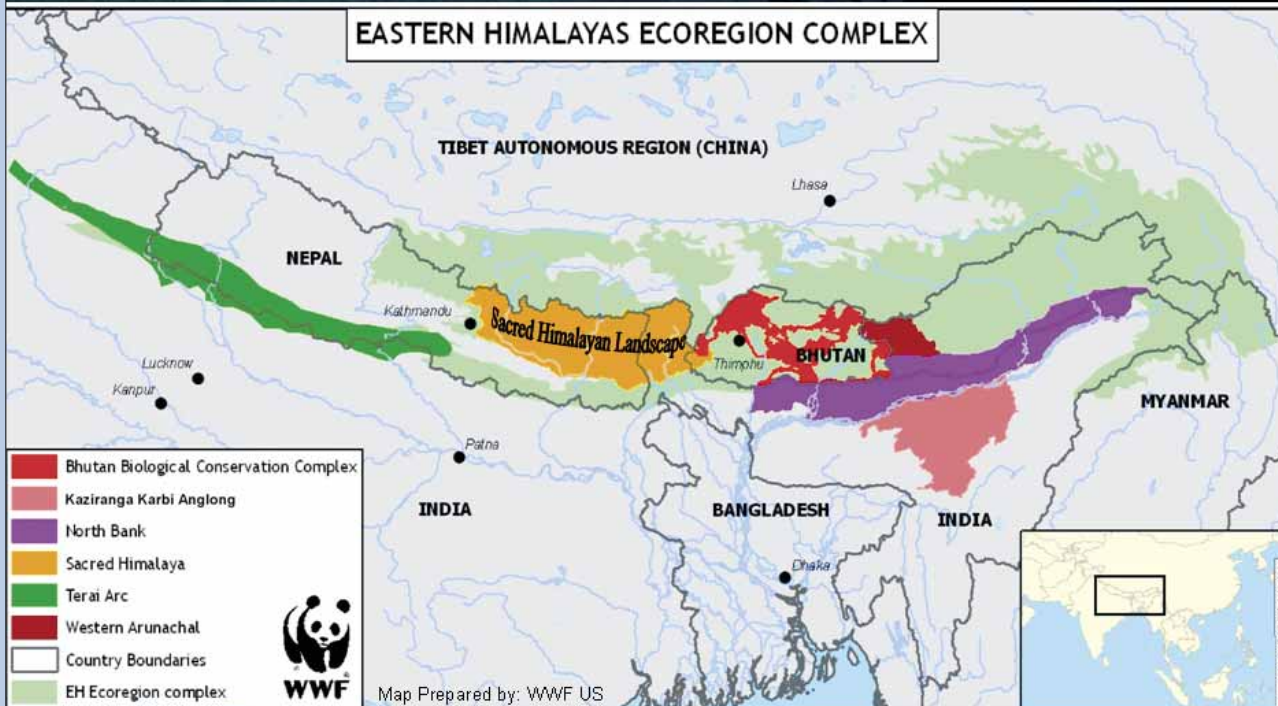 EASTERN HIMALAYAS ECOREGION COMPLEX
TIBET AUTONOMOUS REGION (CHINA)
Lhasa
NEPAL
Kathmandu
Sacred Himalayan Landscape
Thimphu
BHUTAN
Lucknow
Kanpur
MYANMAR
Patna
INDIA
BANGLADESH
INDIA
Dhaka
Bhutan Biological Conservation Complex
Kaziranga Karbi Anglong
North Bank
Sacred Himalaya
Terai Arc
Western Arunachal
Country Boundaries
EH Ecoregion complex
WWF
Map Prepared by: WWF US